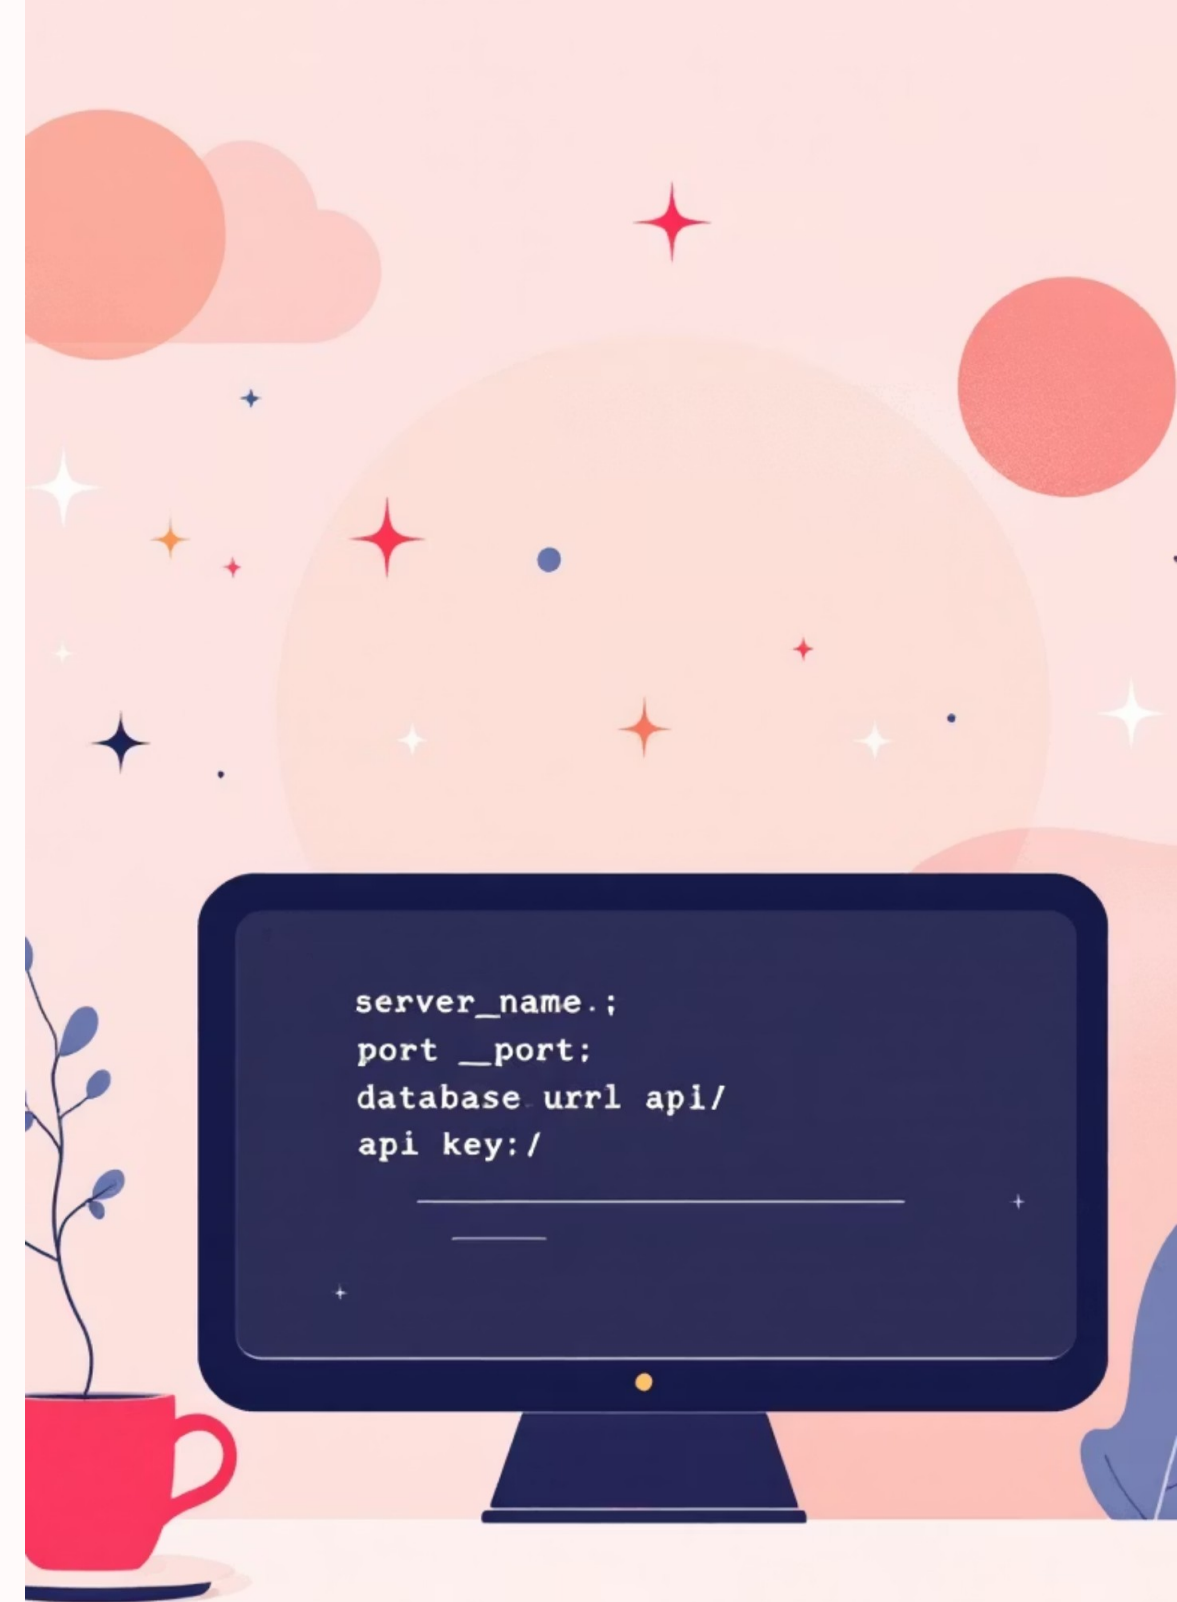 server_name.;
port __port;
database urrl api/
api key:/